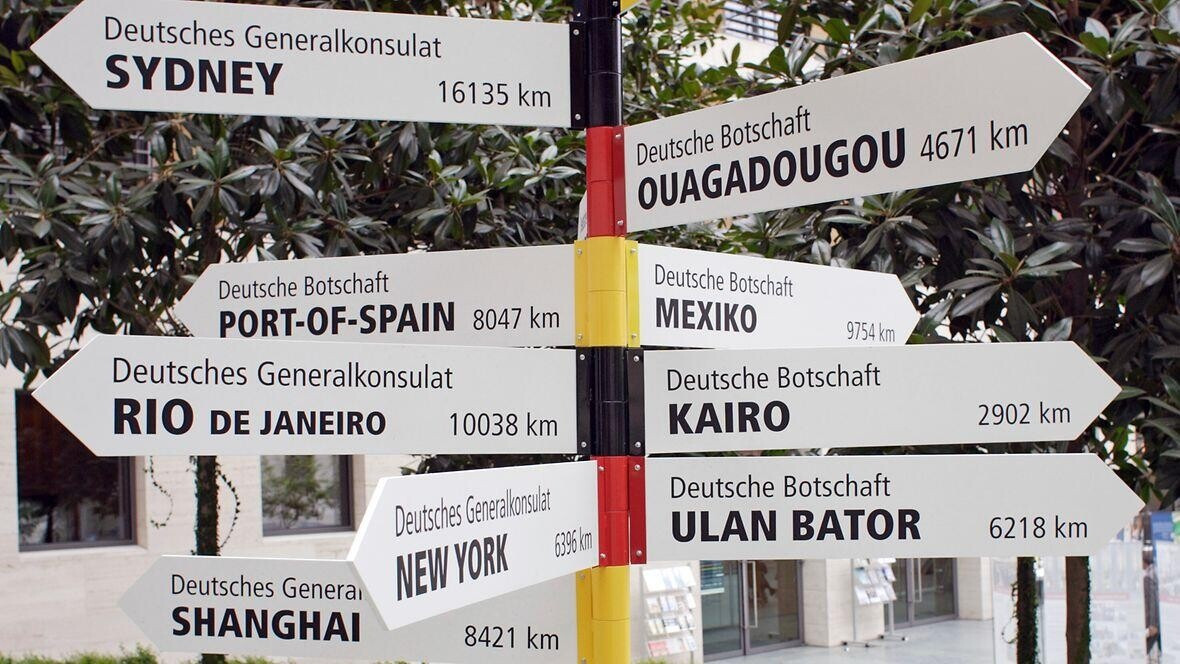 Deutsches Generalkonsulat
SYDNEY
16135 km
Deutsche Botschaft
OUAGADOUGOU 4671 km
Deutsche Botschaft
PORT-OF-SPAIN 8047 km
Deutsche Botschaft
MEXIKO
9754 km
Deutsches Generalkonsulat
RIO DE JANEIRO 10038 km
Deutsche Botschaft
KAIRO
2902 km
Deutsches Generalkonsulat
NEW YORK
6396 km
Deutsche Botschaft
ULAN BATOR 6218 km
Deutsches General
SHANGHAI
8421 km